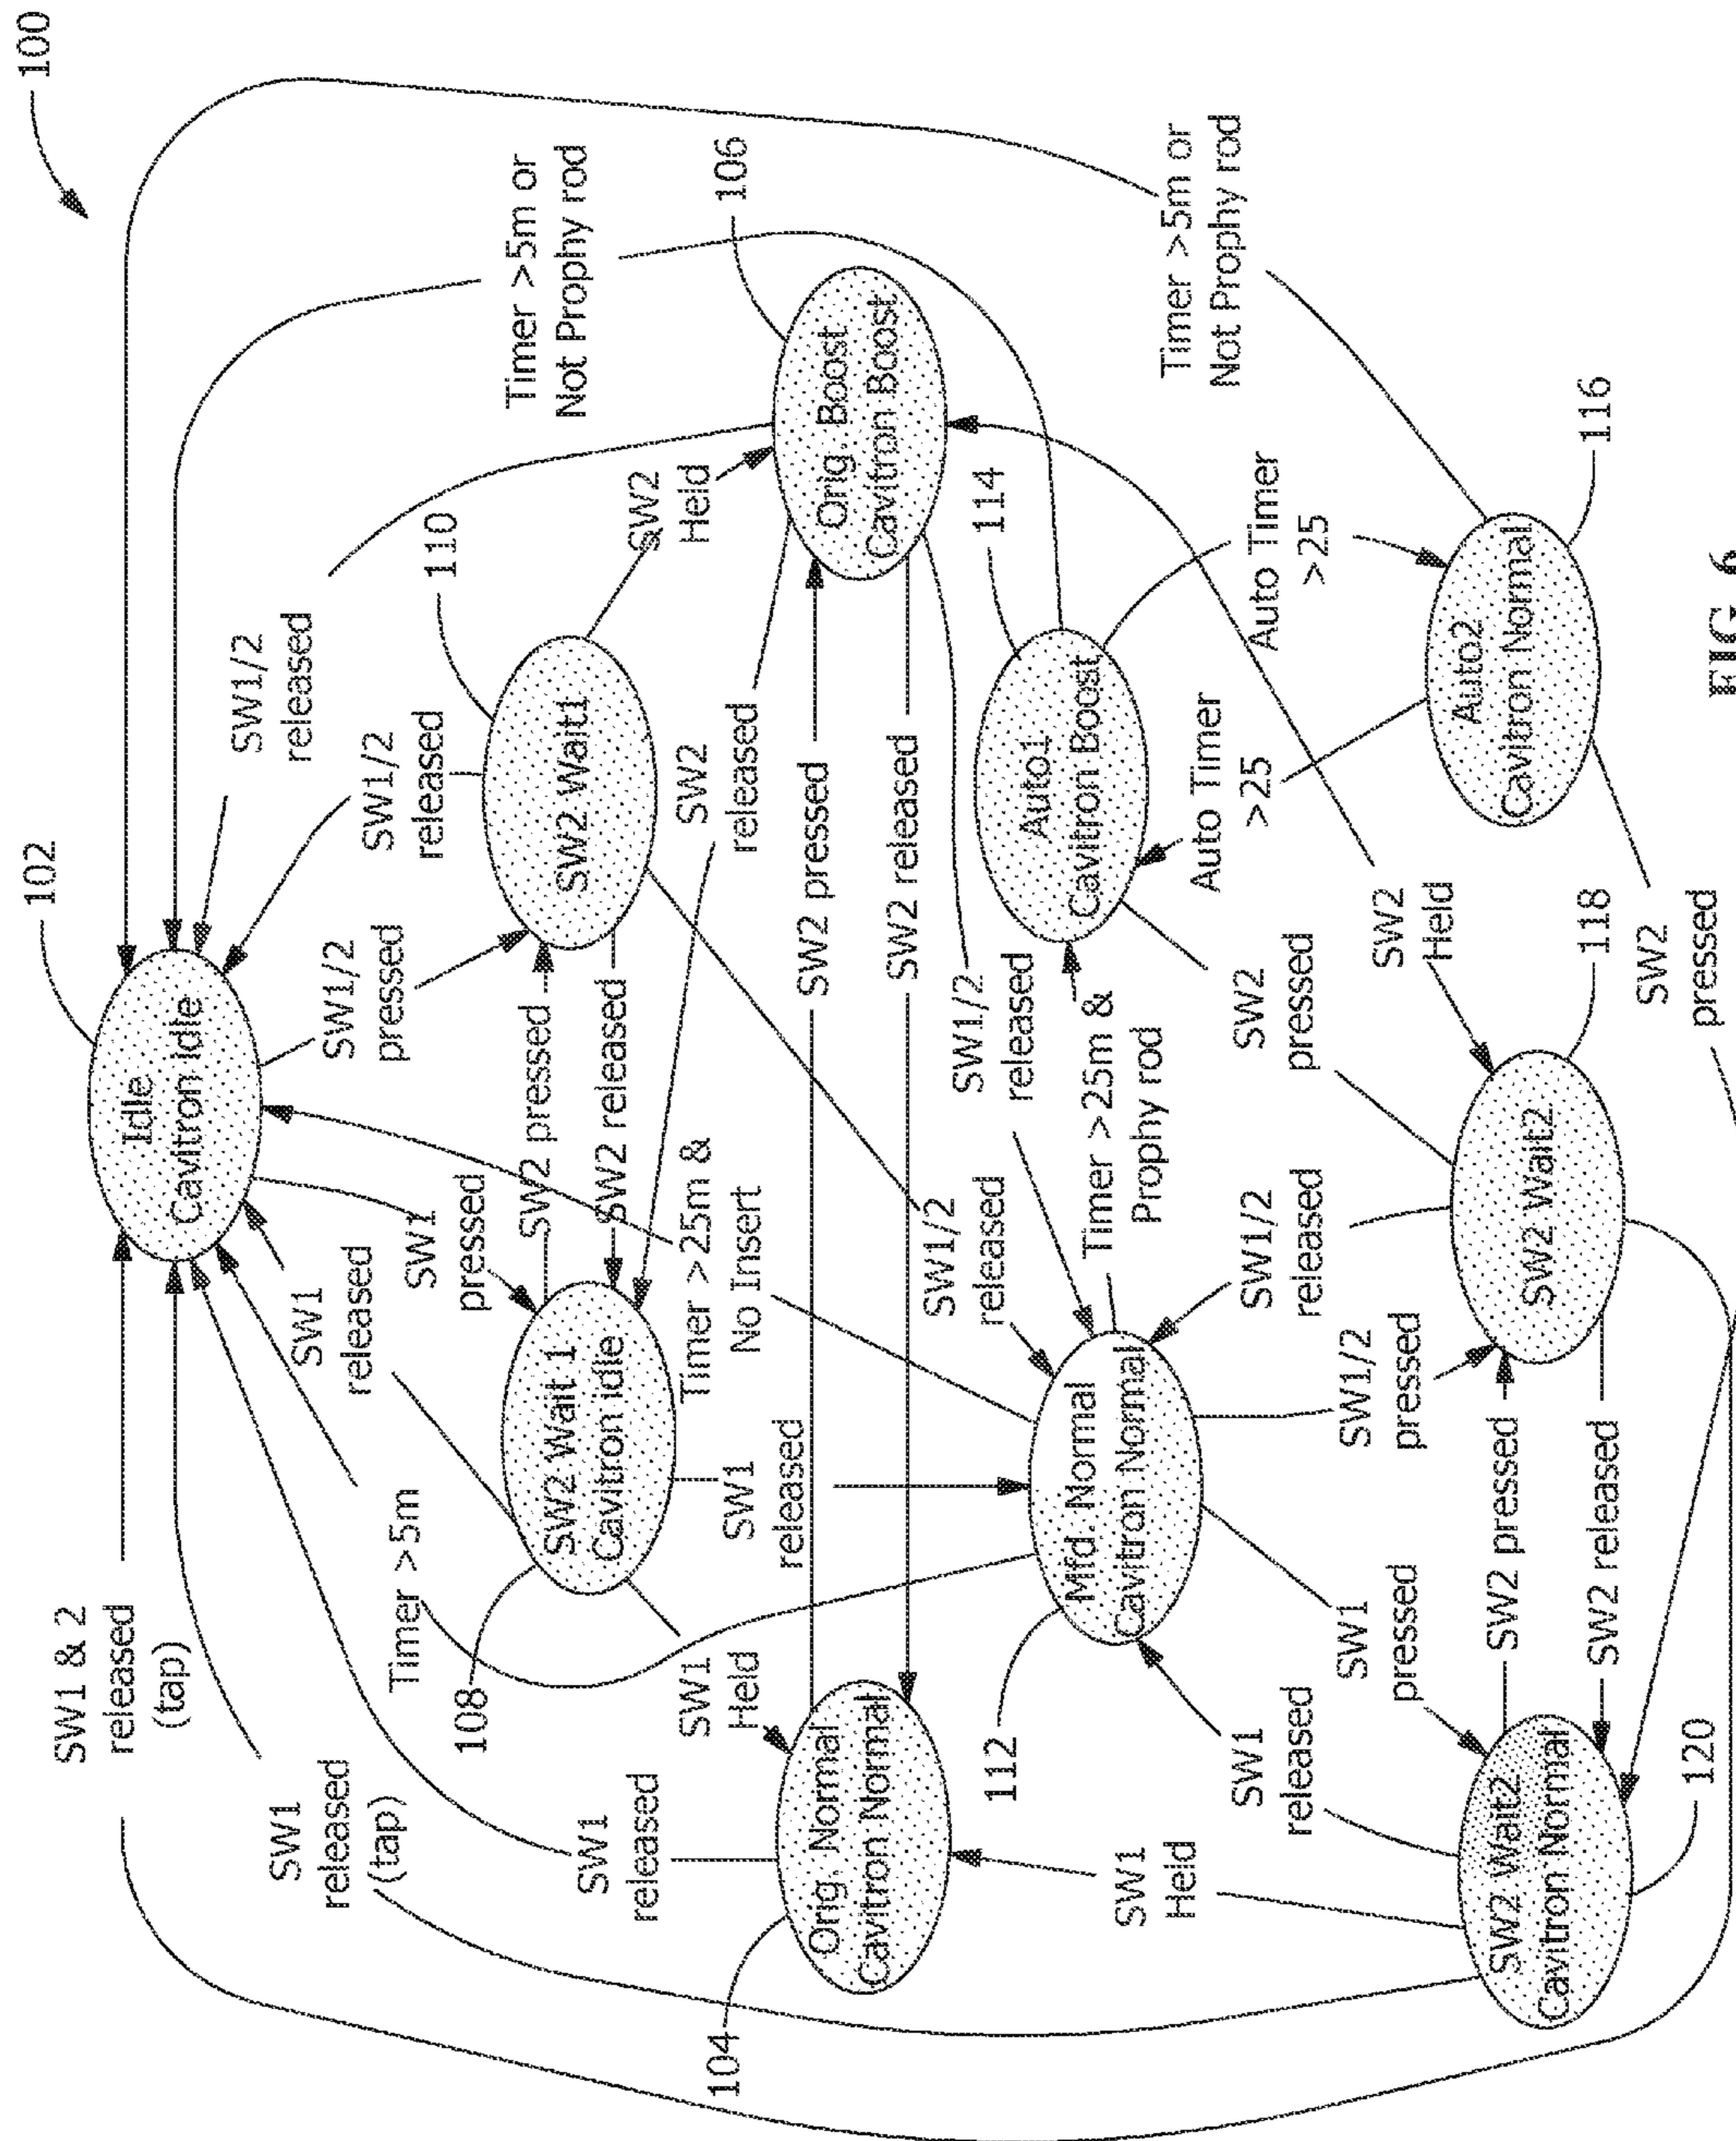 100
102
Idle
Cavitron idle
SW1 & 2
released
(tap)
SW1
released
(tap)
SW1
released
Timer >5m
SW1
released
SW1
pressed
SW1/2
pressed
SW1/2
released
SW1/2
released
Timer >5m or
Not Prophy rod
108
SW2 Wait 1
Cavitron idle
SW2 pressed
SW2 released
110
SW2 Wait1
SW2
Held
106
Timer >25m &
No Insert
SW2
released
SW1
Held
SW1
released
104
Orig. Normal
Cavitron Normal
SW2 pressed
SW2 released
Orig. Boost
Cavitron Boost
SW1/2
released
SW1/2
released
112
Mfd. Normal
Cavitron Normal
Timer >25m &
Prophy rod
114
Auto1
Cavitron Boost
Timer >5m or
Not Prophy rod
SW1
Held
SW1
released
SW1
pressed
SW1/2
pressed
SW1/2
released
SW2
pressed
Auto Timer
>25
Auto Timer
>25
SW2
Held
SW2 Wait2
Cavitron Normal
120
SW2 pressed
SW2 released
SW2 Wait2
118
SW2
pressed
Auto2
Cavitron Normal
116
FIG. 6